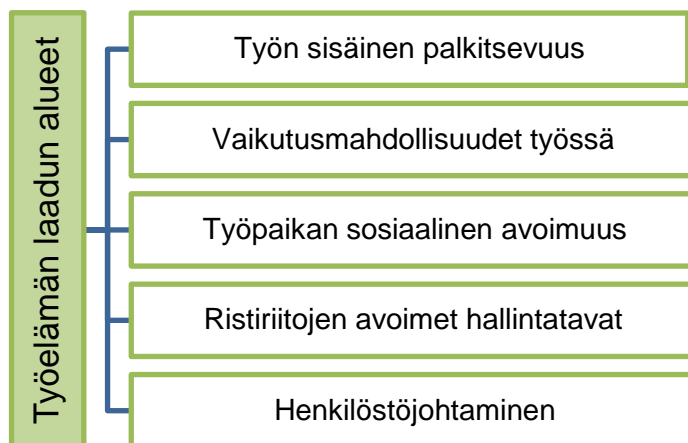 Työelämän laadun alueet
Työn sisäinen palkitsevuus
Vaikutusmahdollisuudet työssä
Työpaikan sosiaalinen avoimuus
Ristiriitojen avoimet hallintatavat
Henkilöstöjohtaminen